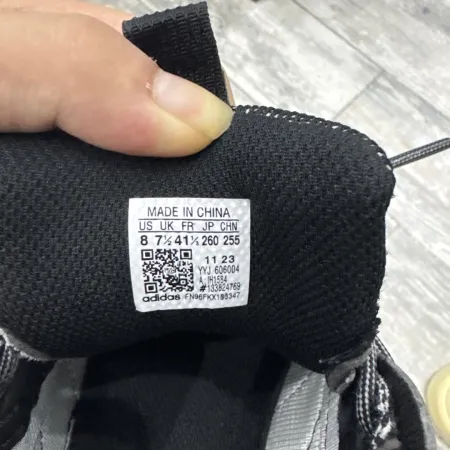 MADE IN CHINA
US UK FR JP CHN
8 7½ 41⅓ 260 255
11 23
YYJ 606004
#133824769
adidas